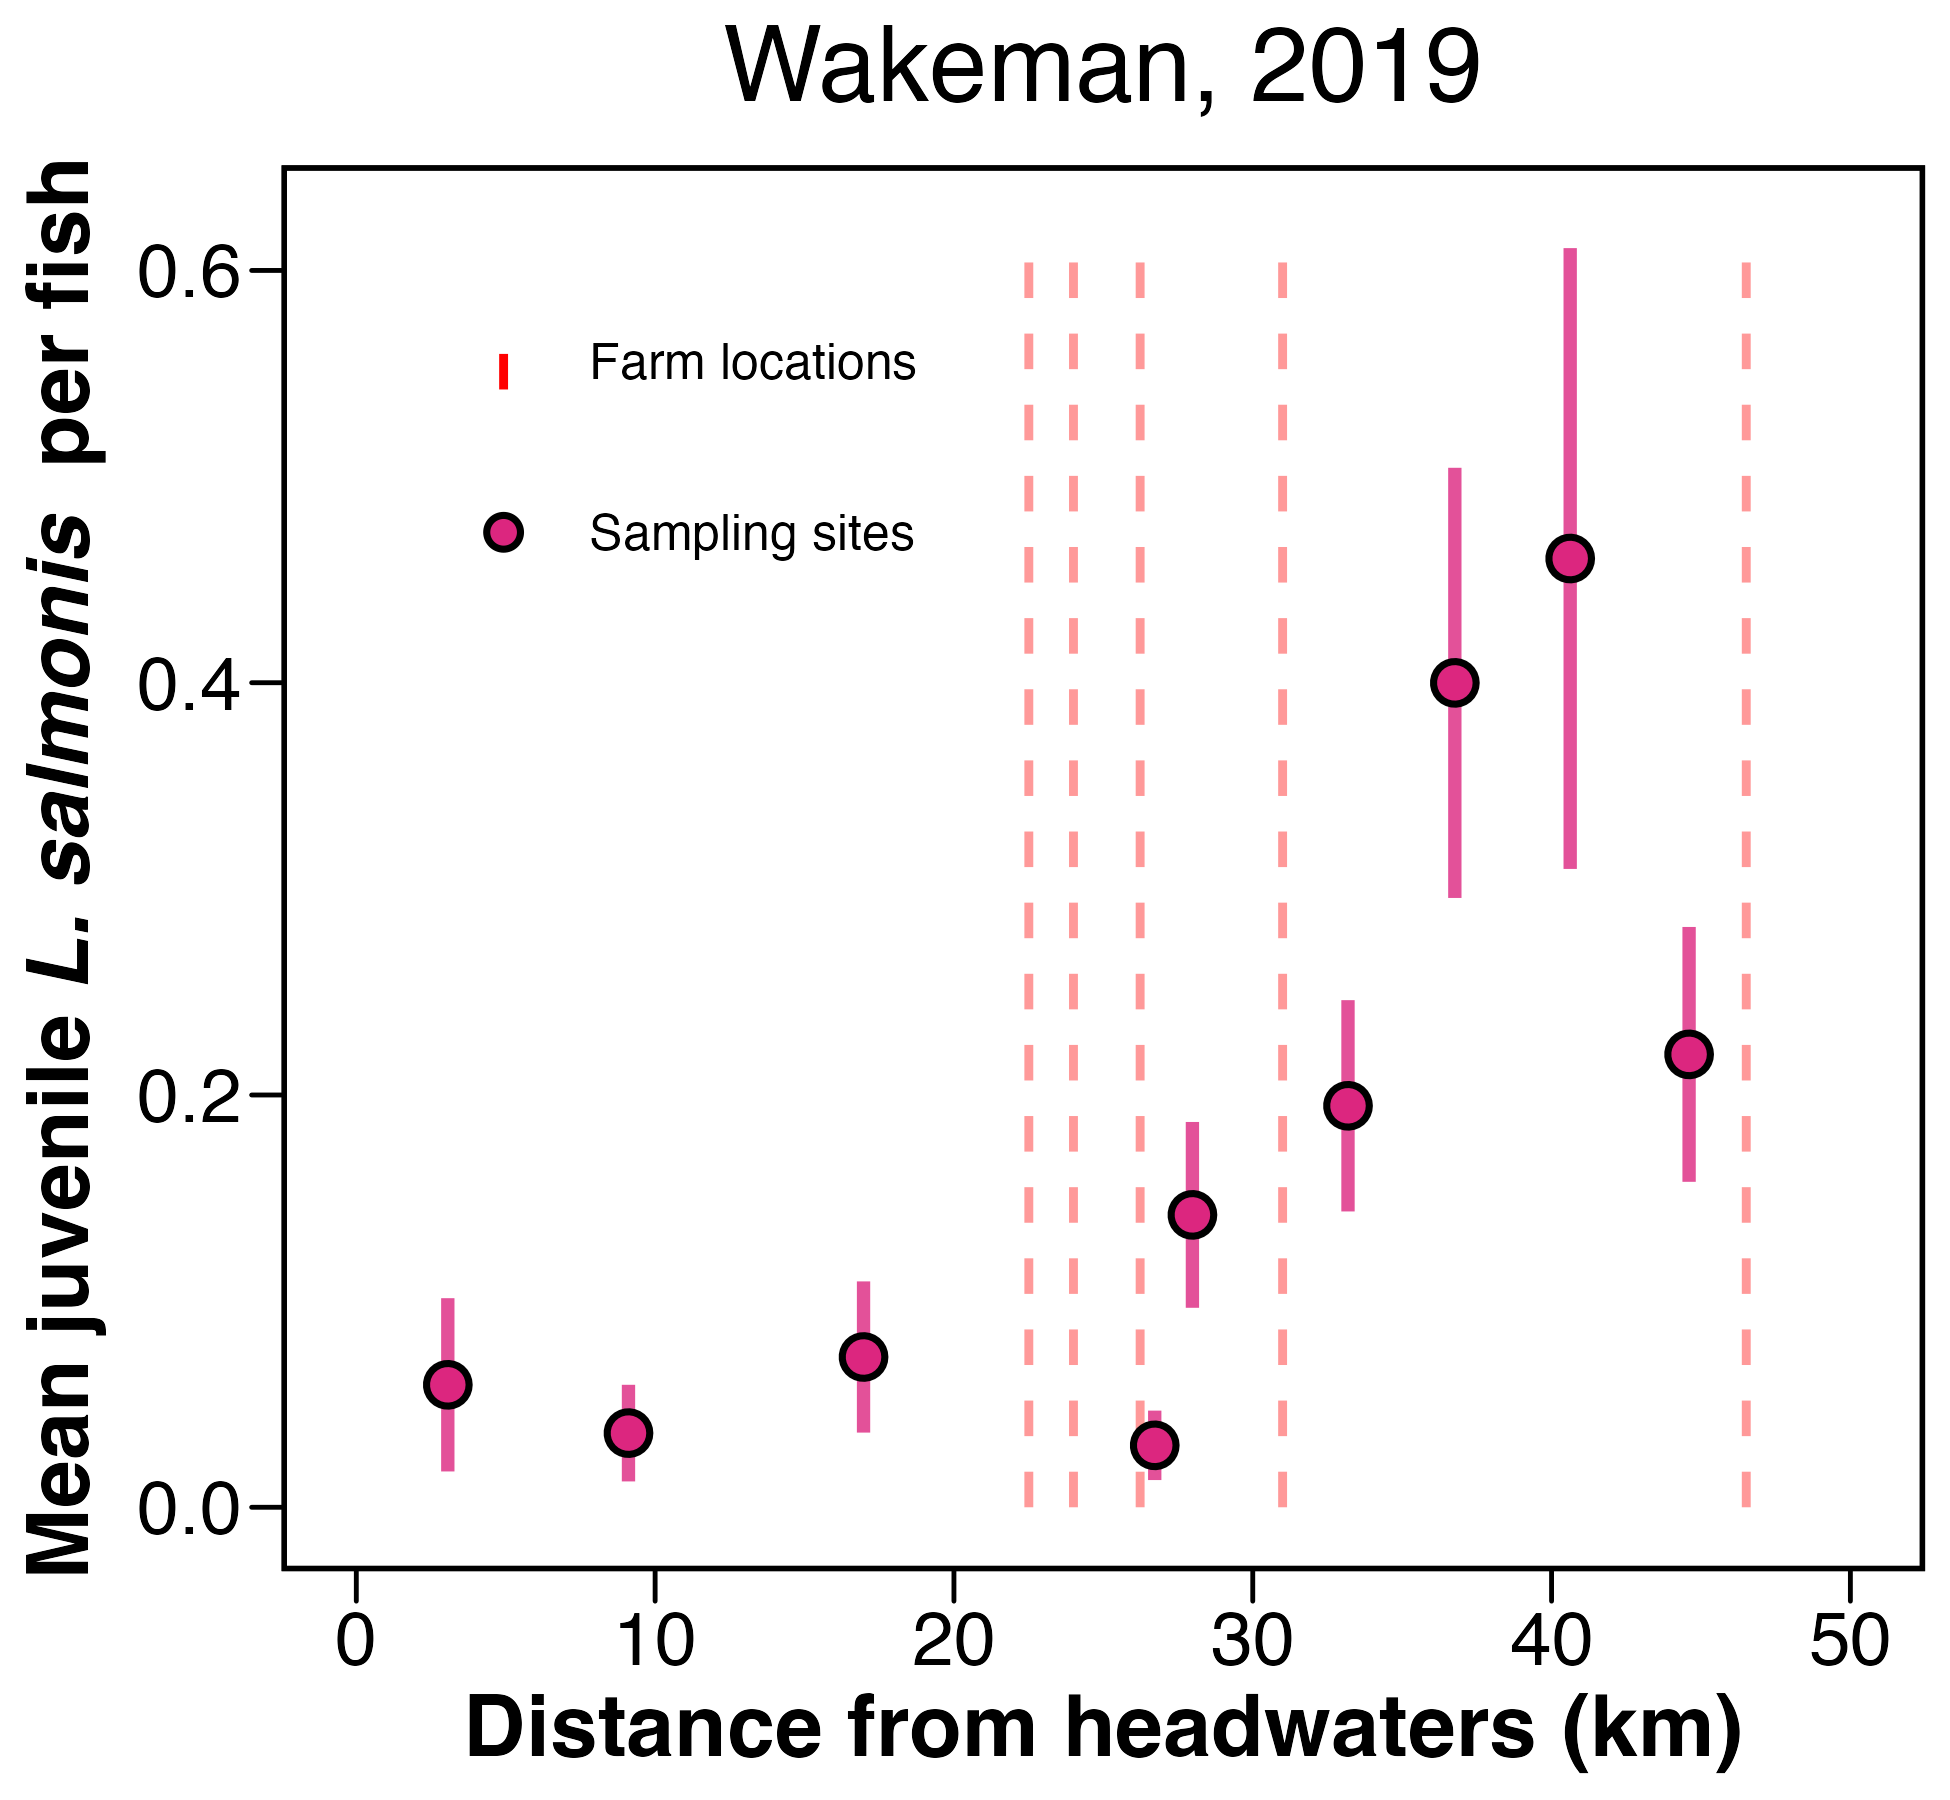 Wakeman, 2019
Mean juvenile L. salmonis per fish
0.6
0.4
0.2
0.0
Farm locations
Sampling sites
0 10 20 30 40 50
Distance from headwaters (km)